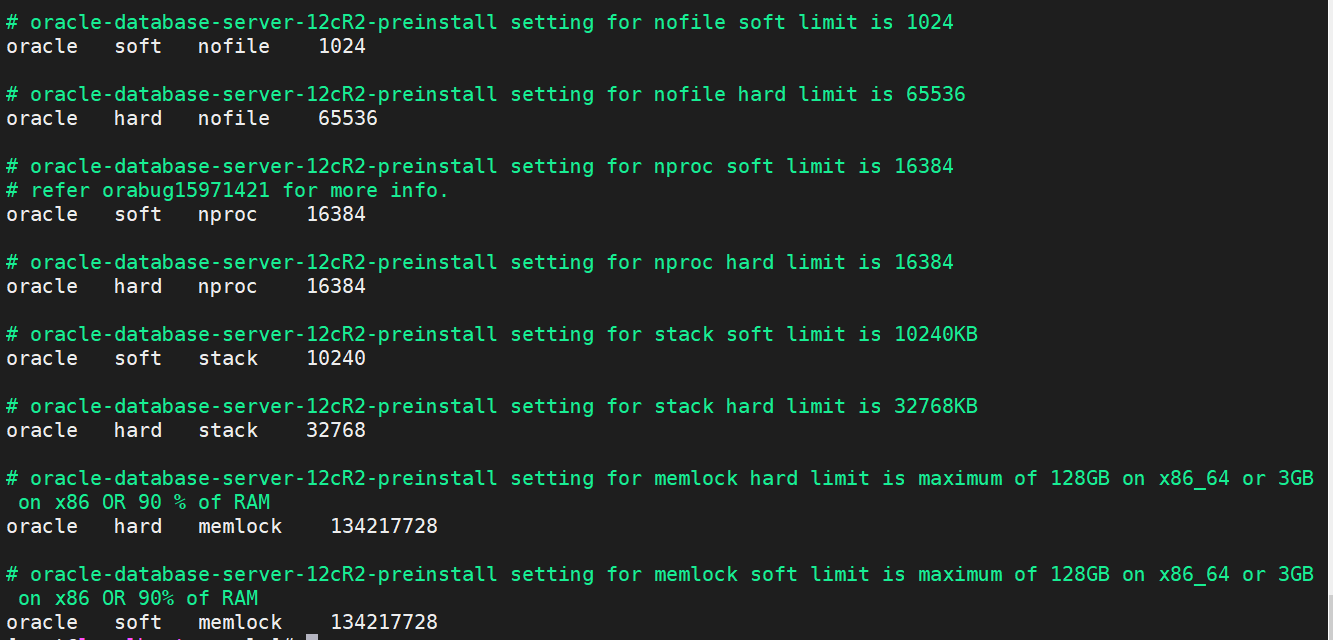 # oracle-database-server-12cR2-preinstall setting for nofile soft limit is 1024
oracle   soft   nofile    1024
# oracle-database-server-12cR2-preinstall setting for nofile hard limit is 65536
oracle   hard   nofile    65536
# oracle-database-server-12cR2-preinstall setting for nproc soft limit is 16384
# refer orabug15971421 for more info.
oracle   soft   nproc    16384
# oracle-database-server-12cR2-preinstall setting for nproc hard limit is 16384
oracle   hard   nproc    16384
# oracle-database-server-12cR2-preinstall setting for stack soft limit is 10240KB
oracle   soft   stack    10240
# oracle-database-server-12cR2-preinstall setting for stack hard limit is 32768KB
oracle   hard   stack    32768
# oracle-database-server-12cR2-preinstall setting for memlock hard limit is maximum of 128GB on x86_64 or 3GB
 on x86 OR 90 % of RAM
oracle   hard   memlock    134217728
# oracle-database-server-12cR2-preinstall setting for memlock soft limit is maximum of 128GB on x86_64 or 3GB
 on x86 OR 90% of RAM
oracle   soft   memlock    134217728